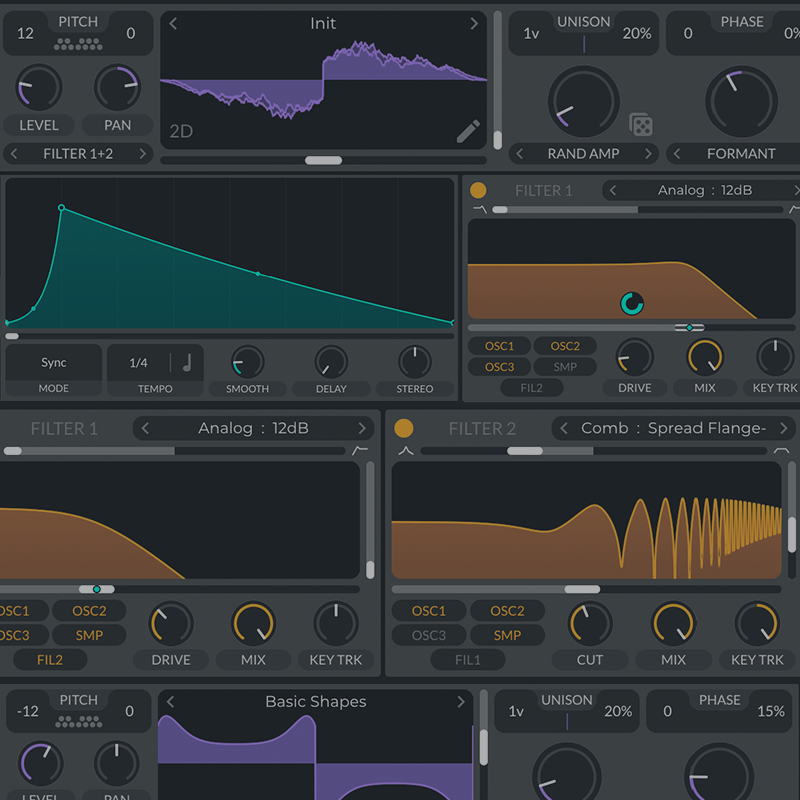 PITCH
12 0
LEVEL PAN
FILTER 1+2
Init
2D
UNISON
1v 20%
RAND AMP
PHASE
0 0%
FORMANT
Sync
MODE
1/4
TEMPO
SMOOTH DELAY STEREO
FILTER 1 Analog : 12dB
OSC1 OSC2
OSC3 SMP
FIL2
DRIVE MIX KEY TRK
FILTER 1 Analog : 12dB
OSC1 OSC2
OSC3 SMP
FIL2 DRIVE MIX KEY TRK
FILTER 2 Comb : Spread Flange-
OSC1 OSC2
OSC3 SMP
FIL1 CUT MIX KEY TRK
PITCH
-12 0
LEVEL PAN
Basic Shapes
UNISON
1v 20%
PHASE
0 15%